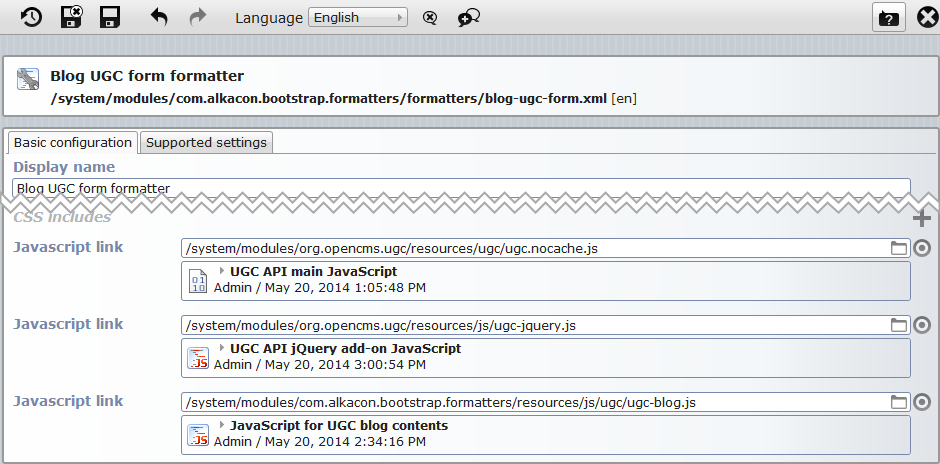 Language English
Blog UGC form formatter
/system/modules/com.alkacon.bootstrap.formatters/formatters/blog-ugc-form.xml [en]
Basic configuration Supported settings
Display name
Blog UGC form formatter
CSS includes
Javascript link /system/modules/org.opencms.ugc/resources/ugc/ugc.nocache.js
UGC API main JavaScript
Admin / May 20, 2014 1:05:48 PM
Javascript link /system/modules/org.opencms.ugc/resources/js/ugc-jquery.js
UGC API jQuery add-on JavaScript
Admin / May 20, 2014 3:00:54 PM
Javascript link /system/modules/com.alkacon.bootstrap.formatters/resources/js/ugc/ugc-blog.js
JavaScript for UGC blog contents
Admin / May 20, 2014 2:34:16 PM